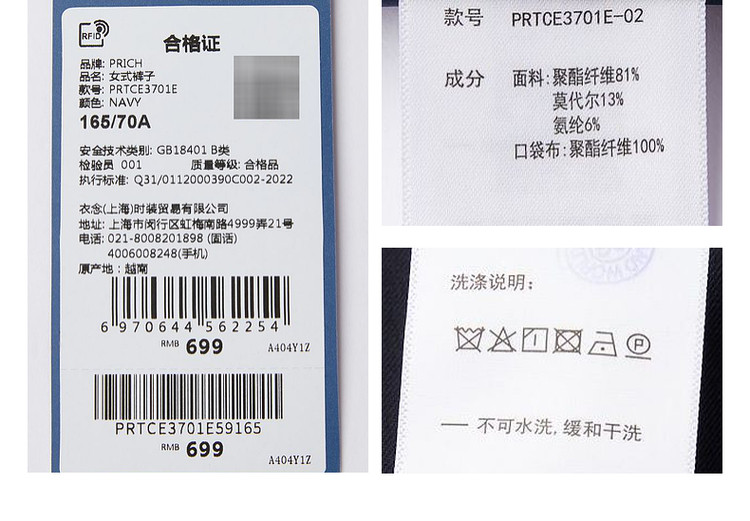 RFID
合格证
品牌: PRICH
品名: 女式裤子
款号: PRTCE3701E
颜色: NAVY
165/70A
安全技术类别: GB18401 B类
检验员 001 质量等级: 合格品
执行标准: Q31/0112000390C002-2022
衣念(上海)时装贸易有限公司
地址: 上海市闵行区虹梅南路4999弄21号
电话: 021-8008201898 (固话)
4006008248(手机)
原产地: 越南
6 970644 562254
RMB 699 A404Y1Z
PRTCE3701E59165
RMB 699
A404Y1Z
款号 PRTCE3701E-02
成分 面料: 聚酯纤维81%
莫代尔13%
氨纶6%
口袋布: 聚酯纤维100%
洗涤说明:
P
— 不可水洗, 缓和干洗